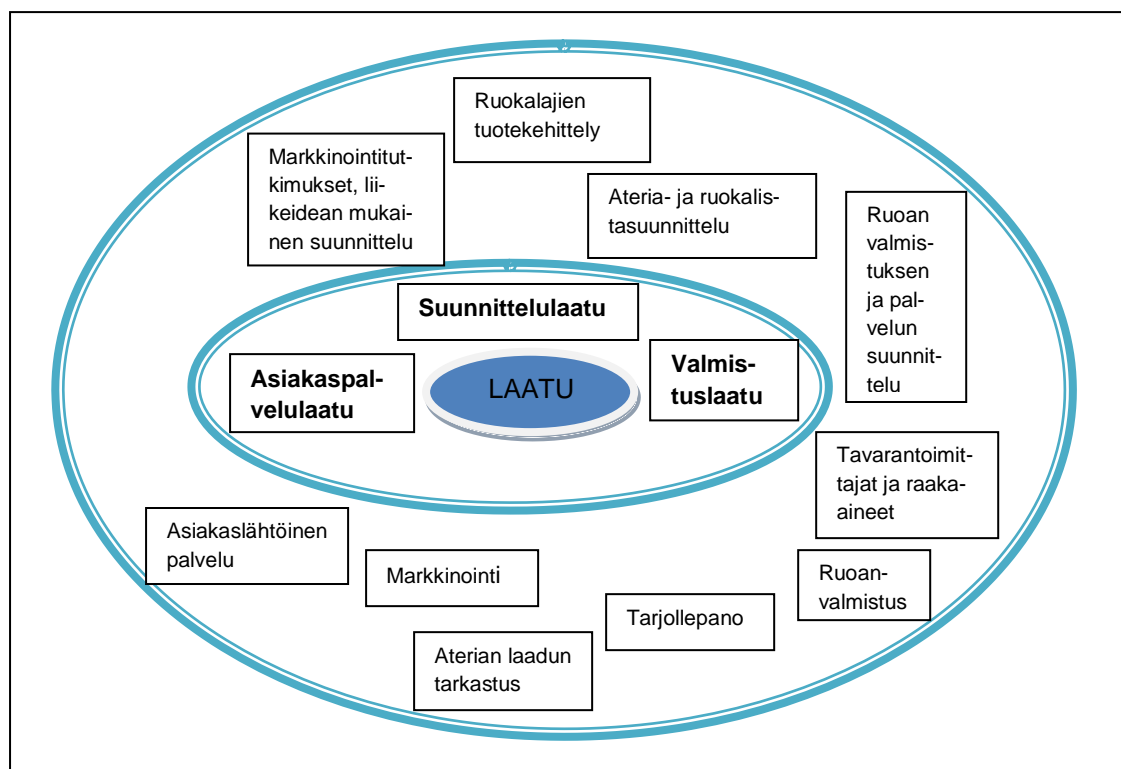 Ruokalajien
tuotekehittely
Markkinointitut-
kimukset, lii-
keidean mukai-
nen suunnittelu
Ateria- ja ruokalis-
tasuunnittelu
Ruoan
valmis-
tuksen
ja pal-
velun
suunnit-
telu
Suunnittelulaatu
Asiakaspal-
velulaatu
LAATU
Valmis-
tuslaatu
Tavarantoimit-
tajat ja raaka-
aineet
Asiakaslähtöinen
palvelu
Markkinointi
Ruoan-
valmistus
Tarjollepano
Aterian laadun
tarkastus